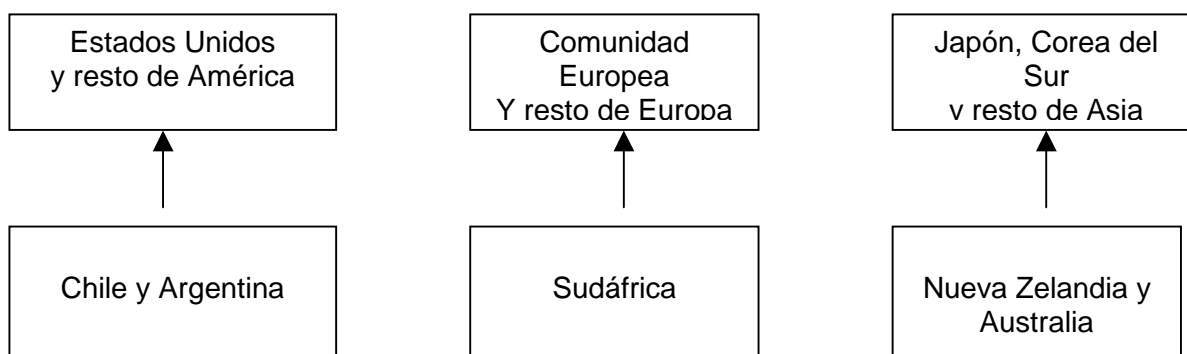 Estados Unidos
y resto de América
Comunidad
Europea
Y resto de Europa
Japón, Corea del
Sur
y resto de Asia
Chile y Argentina
Sudáfrica
Nueva Zelandia y
Australia